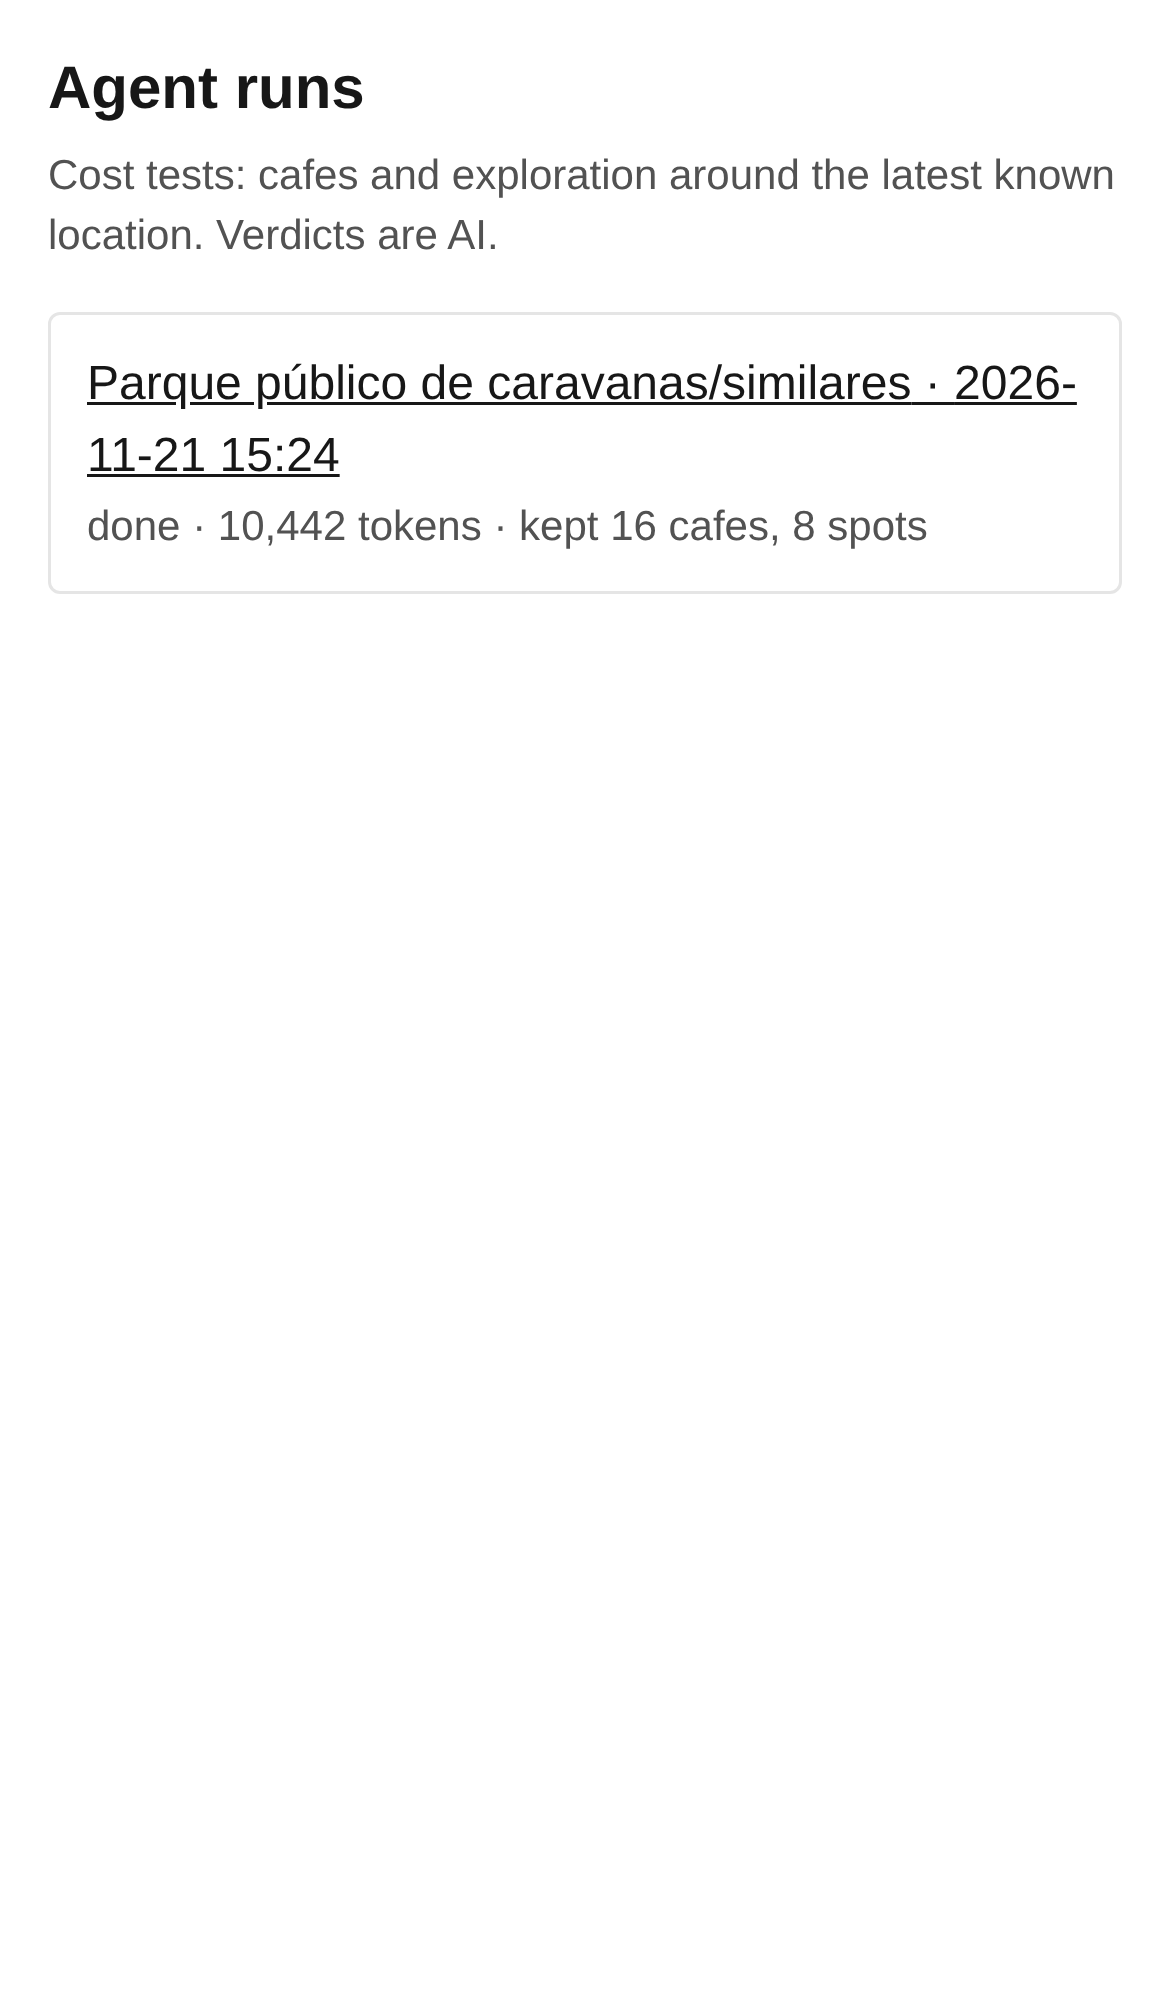 Agent runs
Cost tests: cafes and exploration around the latest known
location. Verdicts are AI.
Parque público de caravanas/similares · 2026-
11-21 15:24
done · 10,442 tokens · kept 16 cafes, 8 spots